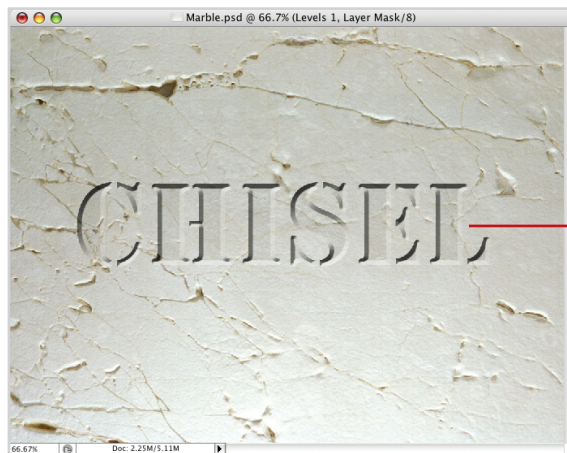 Marble.psd @ 66.7% (Levels 1, Layer Mask/8)
CHISEL
66.67% Doc: 2.25M/5.11M